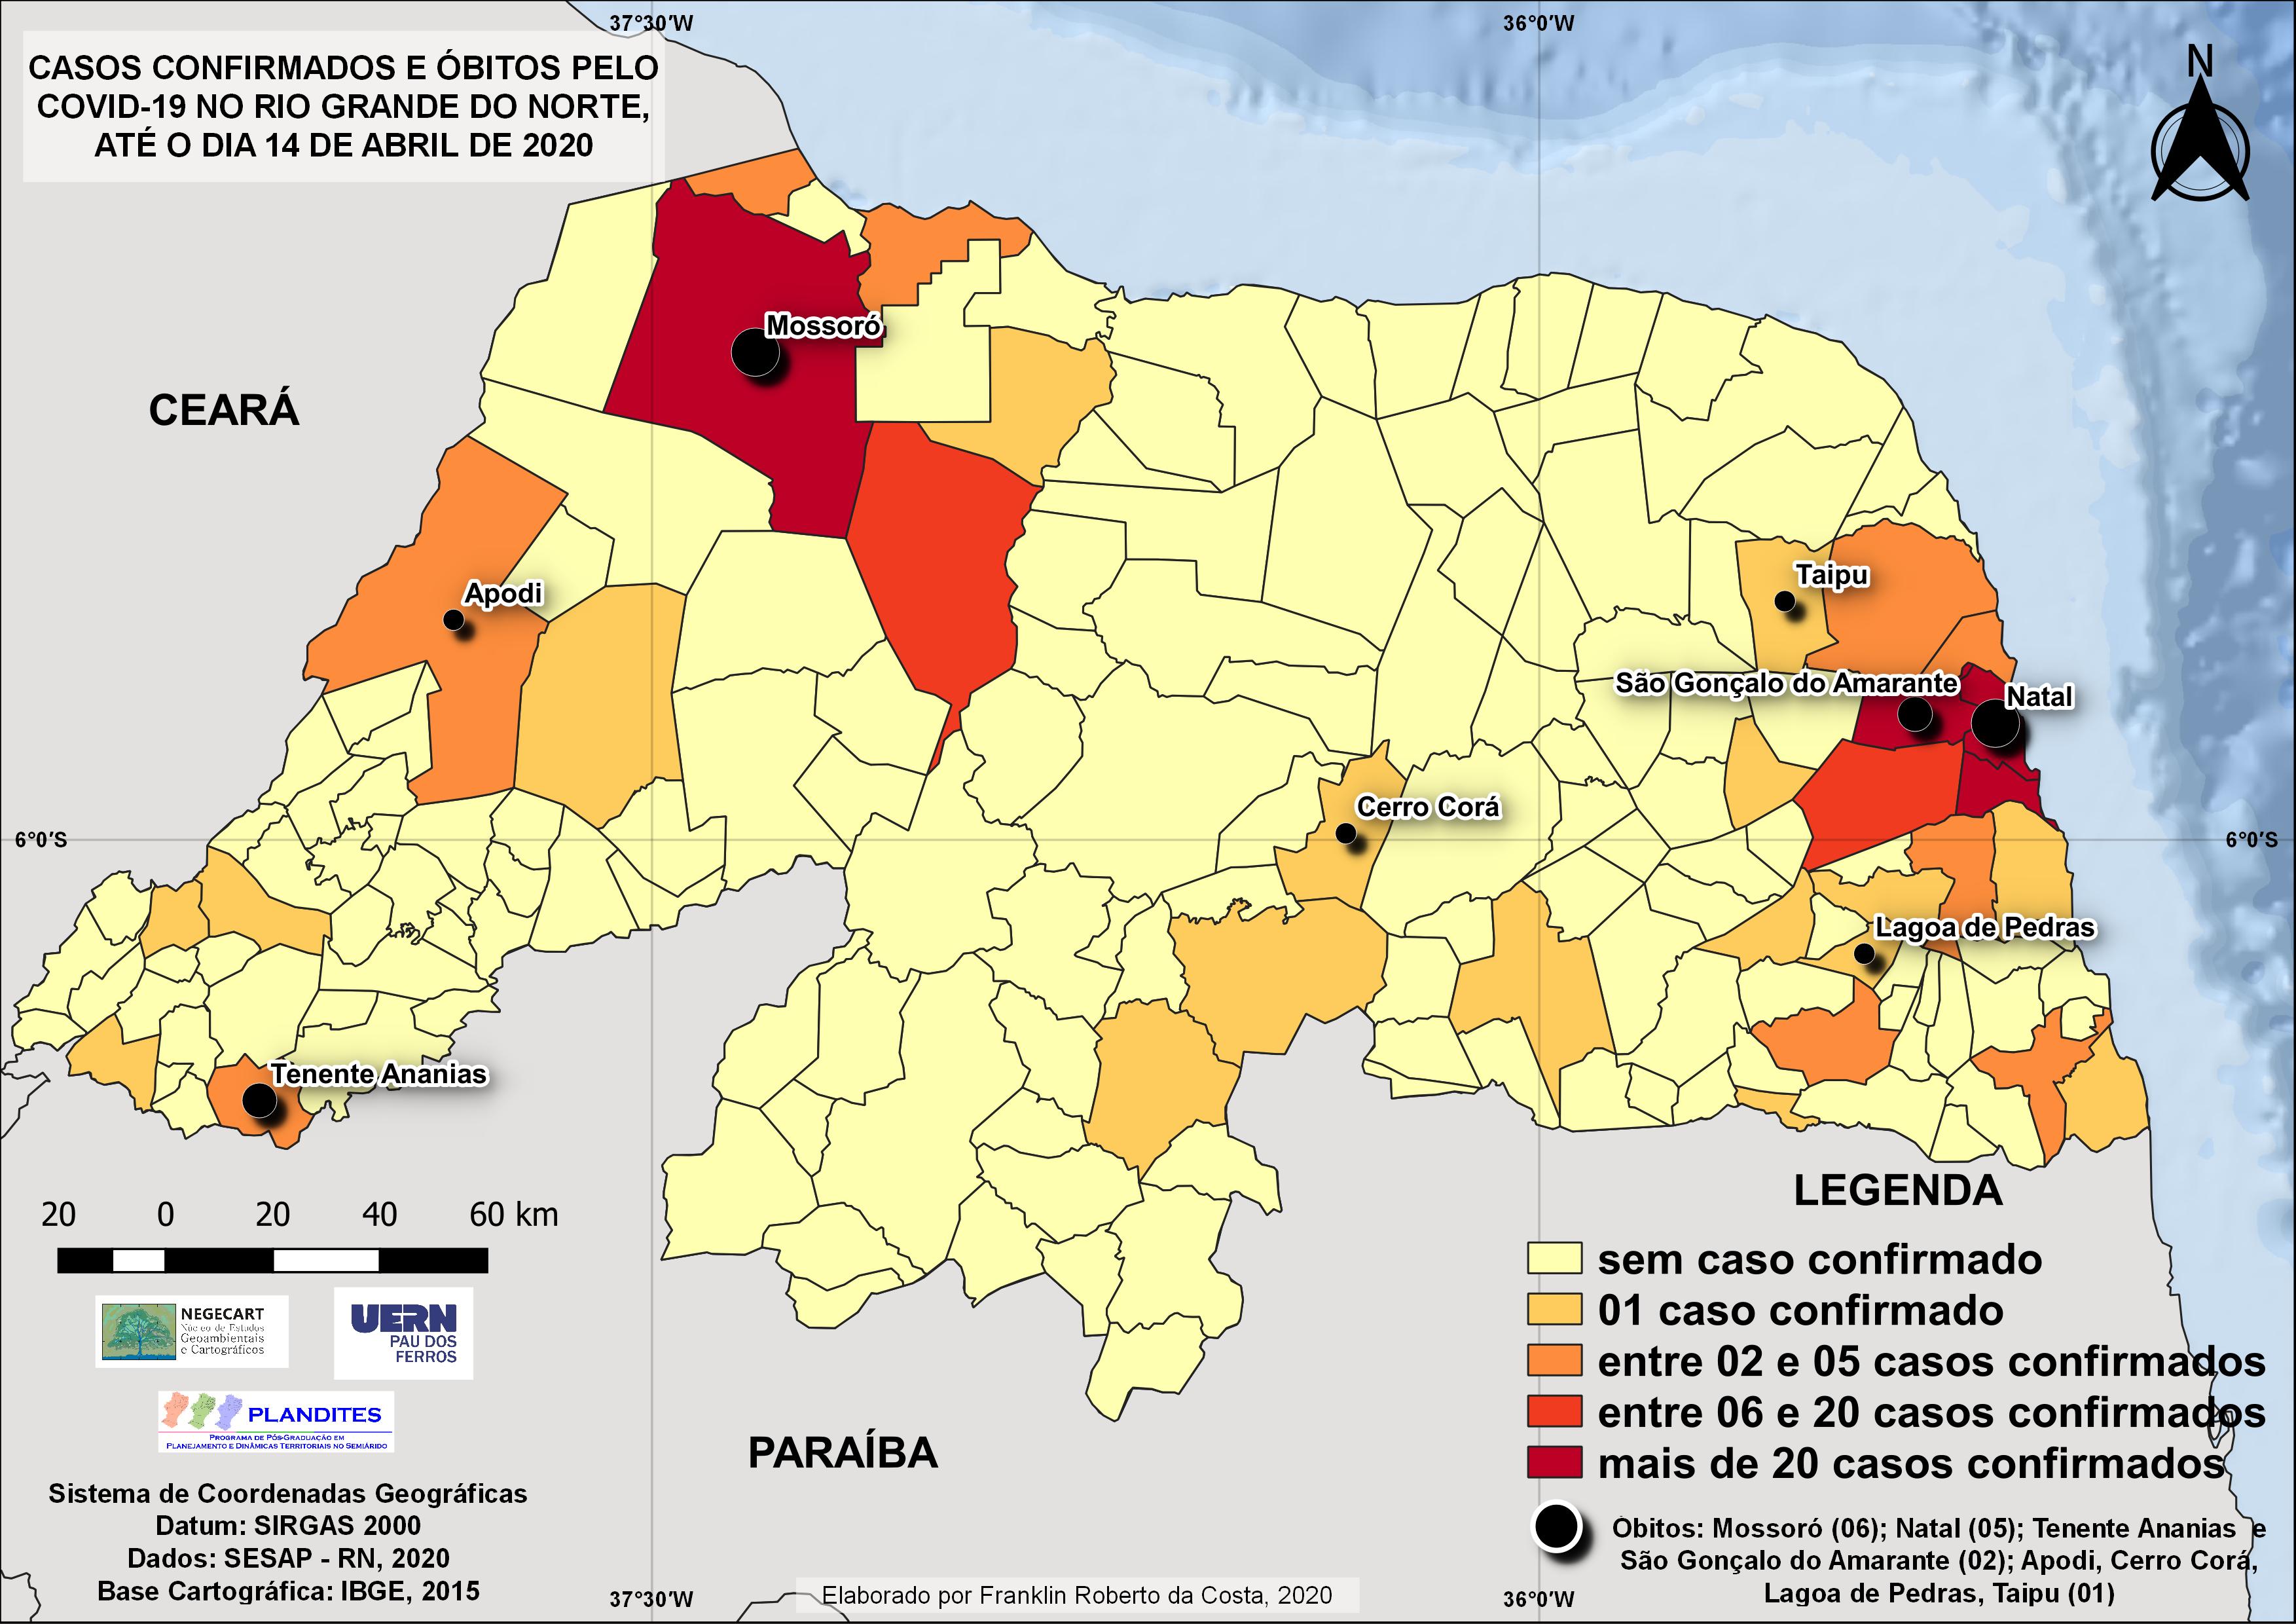 37°30′W
36°0′W
CASOS CONFIRMADOS E ÓBITOS PELO
COVID-19 NO RIO GRANDE DO NORTE,
ATÉ O DIA 14 DE ABRIL DE 2020
N
Mossoró
CEARÁ
Apodi
Taipu
São Gonçalo do Amarante
Natal
Cerro Corá
6°0′S
6°0′S
Lagoa de Pedras
Tenente Ananias
20 0 20 40 60 km
NEGECART
Núcleo de Estudos
Geoambientais
e Cartográficos
UERN
PAU DOS
FERROS
PLANDITES
PROGRAMA DE PÓS-GRADUAÇÃO EM
PLANEJAMENTO E DINÂMICAS TERRITORIAIS NO SEMIÁRIDO
PARAÍBA
Sistema de Coordenadas Geográficas
Datum: SIRGAS 2000
Dados: SESAP - RN, 2020
Base Cartográfica: IBGE, 2015
LEGENDA
sem caso confirmado
01 caso confirmado
entre 02 e 05 casos confirmados
entre 06 e 20 casos confirmados
mais de 20 casos confirmados
Óbitos: Mossoró (06); Natal (05); Tenente Ananias e
São Gonçalo do Amarante (02); Apodi, Cerro Corá,
Lagoa de Pedras, Taipu (01)
37°30′W
Elaborado por Franklin Roberto da Costa, 2020
36°0′W